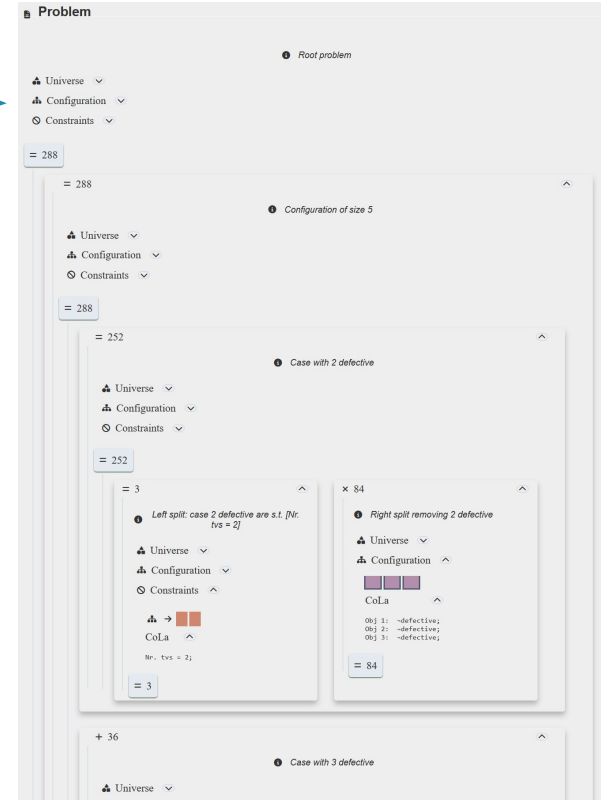 Problem
Root problem
Universe
Configuration
Constraints
= 288
= 288
Configuration of size 5
Universe
Configuration
Constraints
= 288
= 252
Case with 2 defective
Universe
Configuration
Constraints
= 252
= 3
Left split: case 2 defective are s.t. [Nr.
tvs = 2]
Universe
Configuration
Constraints
CoLa
Nr. tvs = 2;
= 3
× 84
Right split removing 2 defective
Universe
Configuration
CoLa
Obj 1: ¬defective;
Obj 2: ¬defective;
Obj 3: ¬defective;
= 84
+ 36
Case with 3 defective
Universe